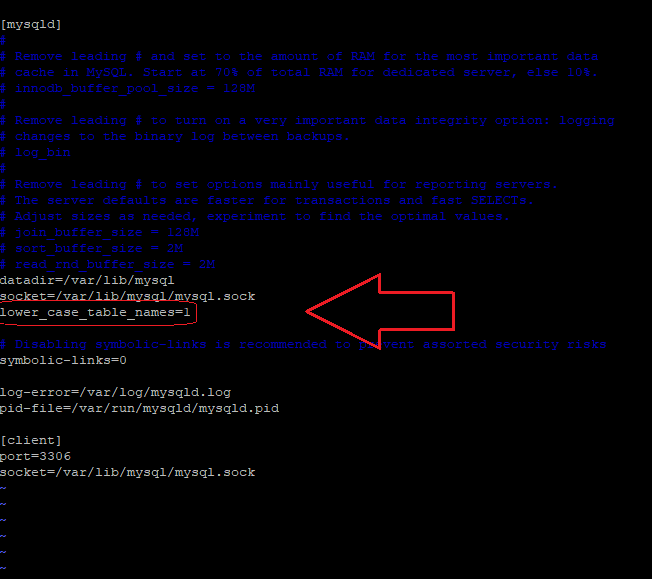 [mysqld]
#
# Remove leading # and set to the amount of RAM for the most important data
# cache in MySQL. Start at 70% of total RAM for dedicated server, else 10%.
# innodb_buffer_pool_size = 128M
#
# Remove leading # to turn on a very important data integrity option: logging
# changes to the binary log between backups.
# log_bin
#
# Remove leading # to set options mainly useful for reporting servers.
# The server defaults are faster for transactions and fast SELECTs.
# Adjust sizes as needed, experiment to find the optimal values.
# join_buffer_size = 128M
# sort_buffer_size = 2M
# read_rnd_buffer_size = 2M
datadir=/var/lib/mysql
socket=/var/lib/mysql/mysql.sock
lower_case_table_names=1
# Disabling symbolic-links is recommended to prevent assorted security risks
symbolic-links=0
log-error=/var/log/mysqld.log
pid-file=/var/run/mysqld/mysqld.pid
[client]
port=3306
socket=/var/lib/mysql/mysql.sock
~
~
~
~
~
~